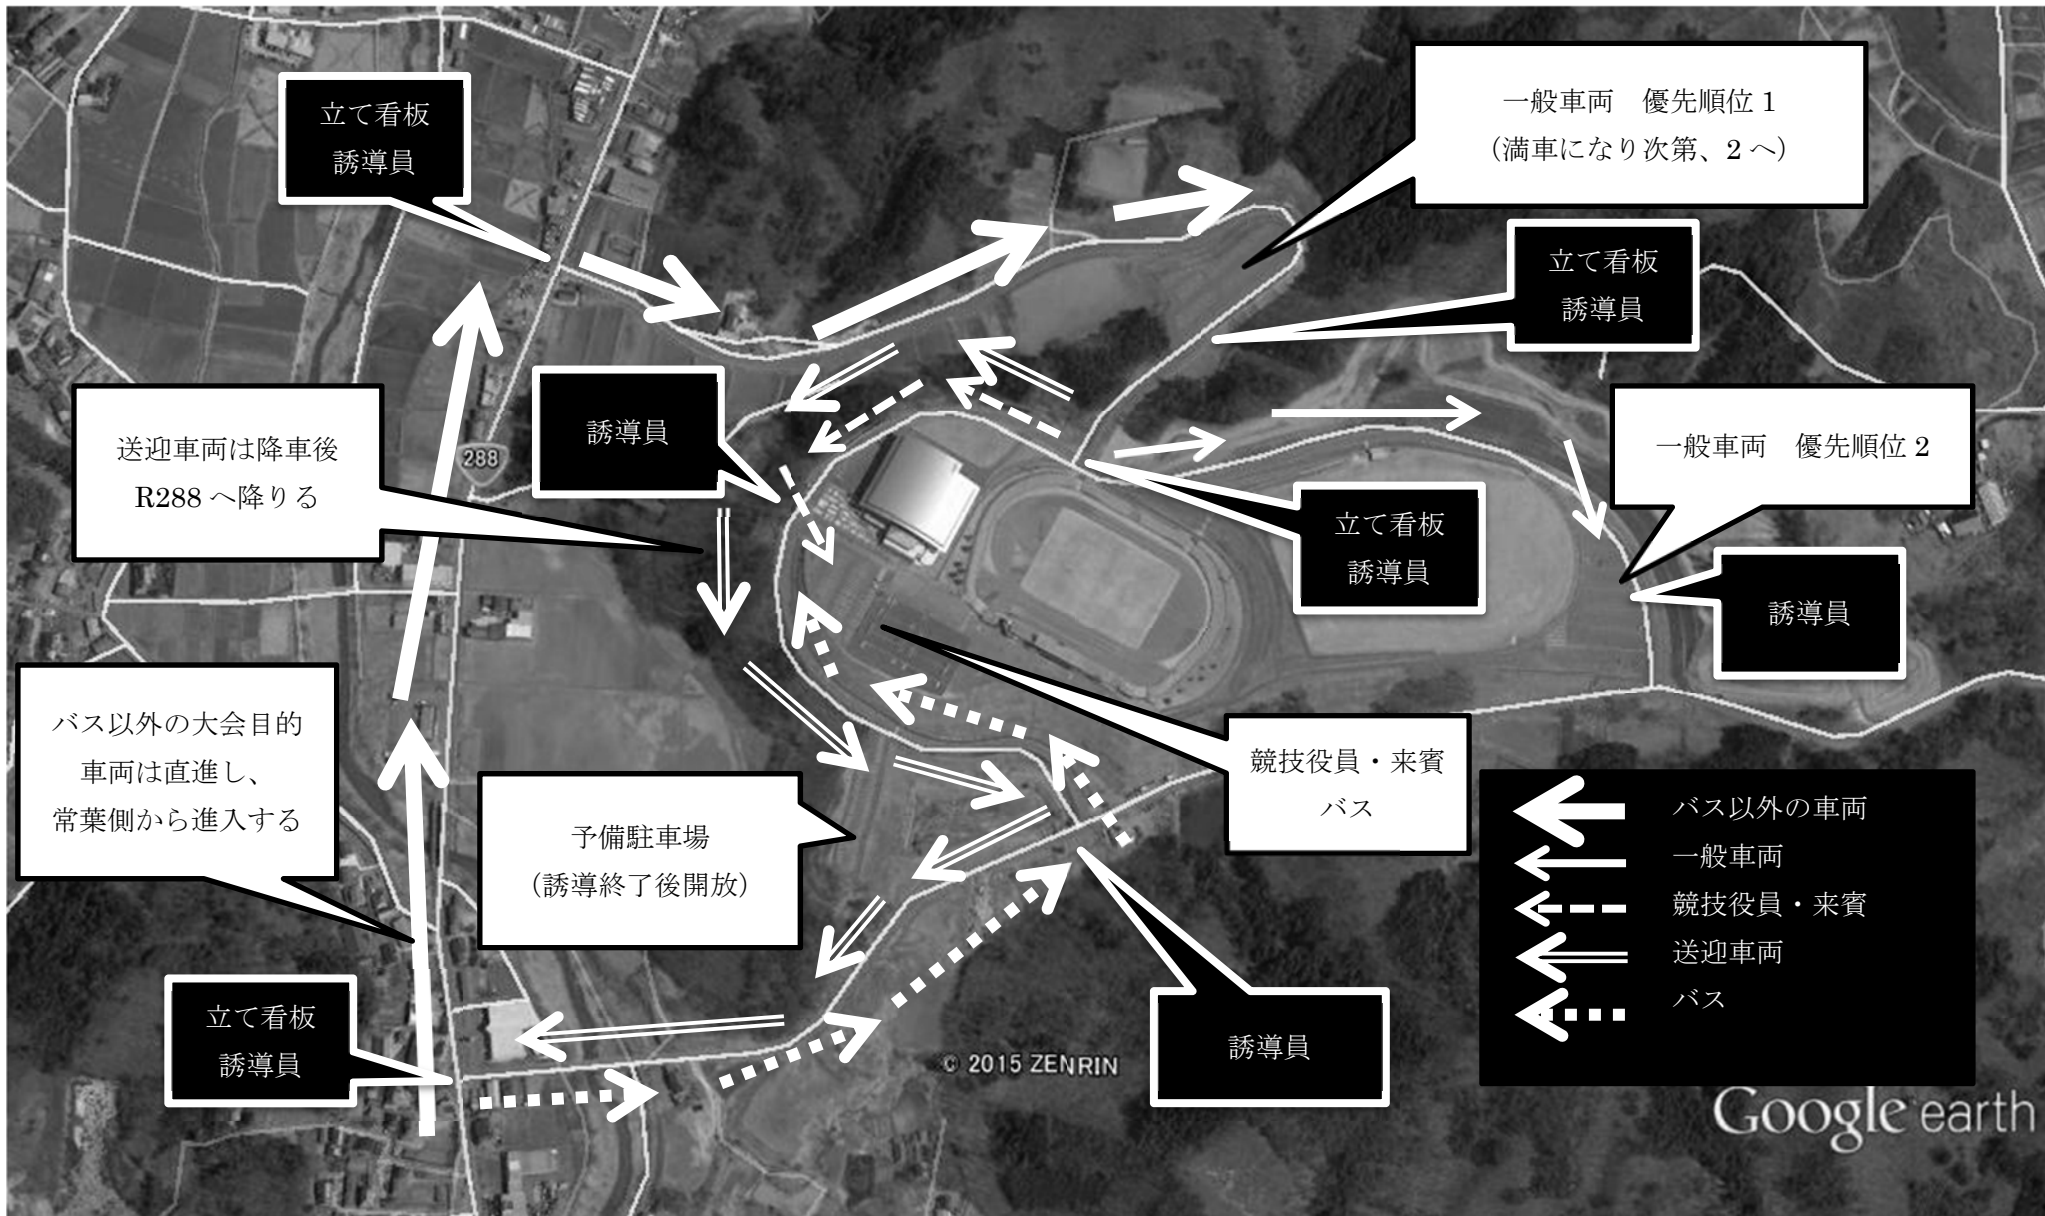 立て看板
誘導員
一般車両　優先順位 1
（満車になり次第、2 へ）
立て看板
誘導員
送迎車両は降車後
R288 へ降りる
誘導員
288
一般車両　優先順位 2
立て看板
誘導員
誘導員
バス以外の大会目的
車両は直進し、
常葉側から進入する
競技役員・来賓
バス
予備駐車場
（誘導終了後開放）
バス以外の車両
一般車両
競技役員・来賓
送迎車両
バス
立て看板
誘導員
誘導員
© 2015 ZENRIN
Google earth